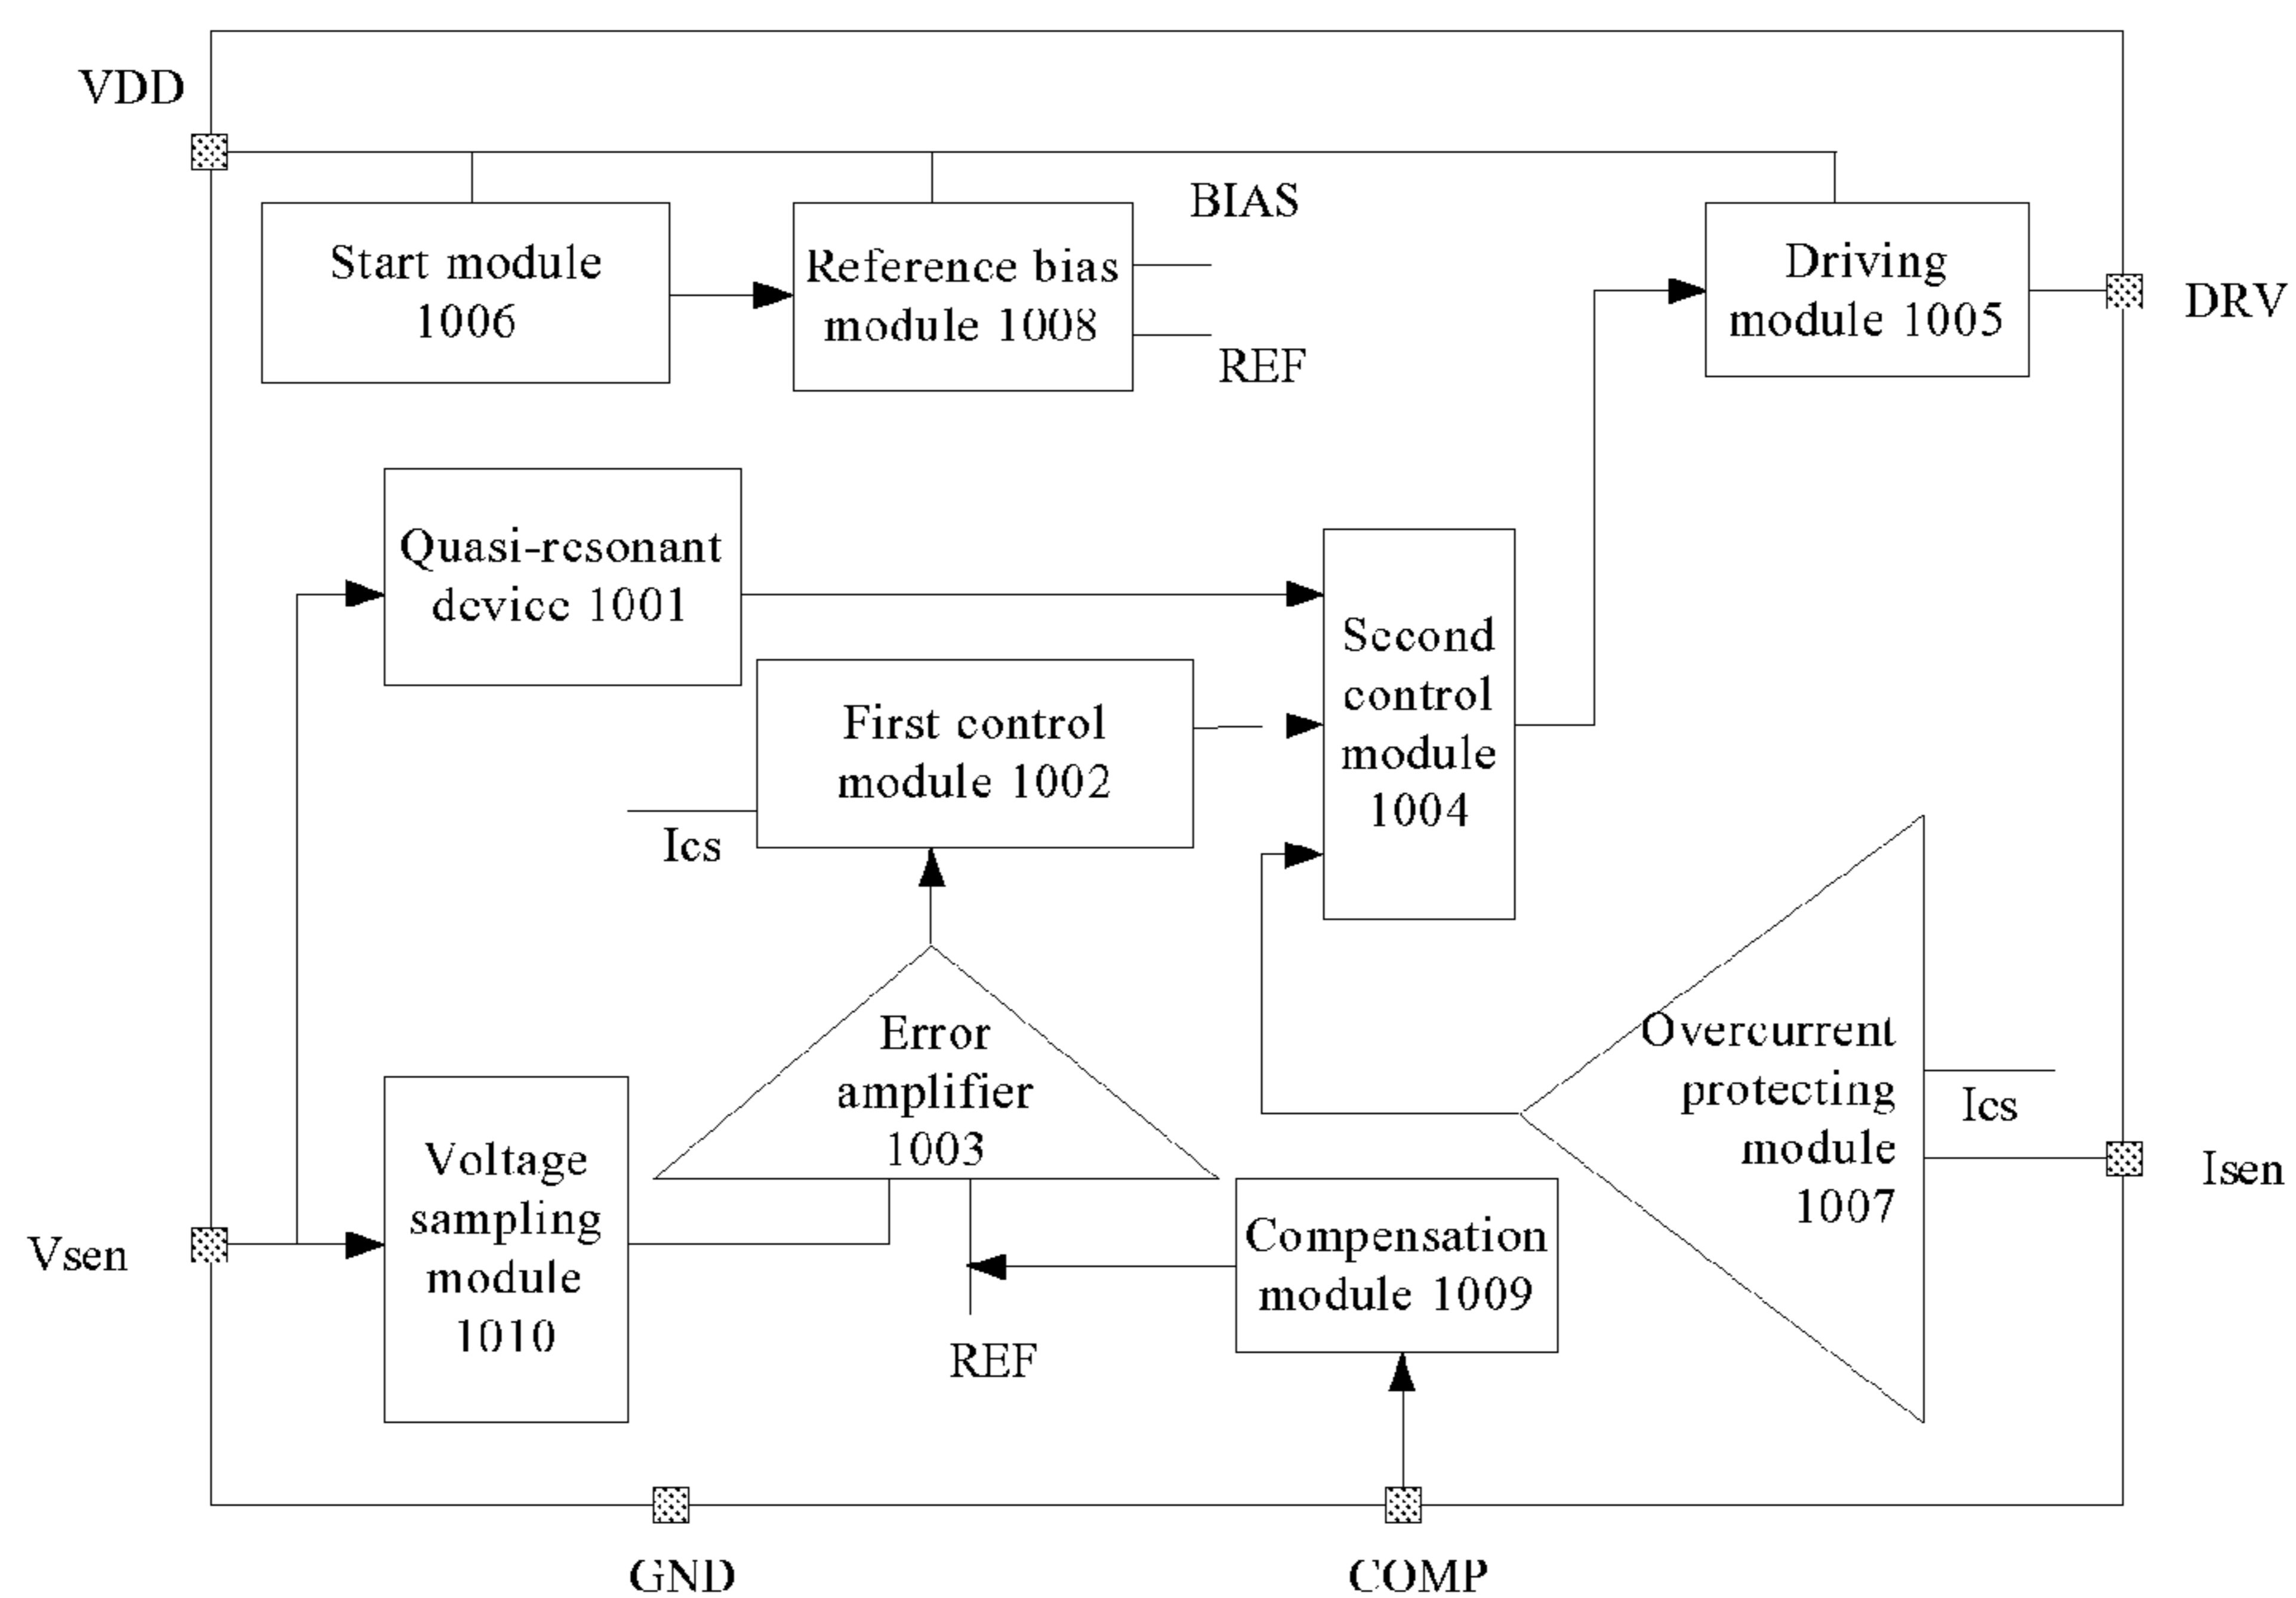 VDD
BIAS
Start module
1006
Reference bias
module 1008
REF
Driving
module 1005
DRV
Quasi-resonant
device 1001
First control
module 1002
Ics
Second
control
module
1004
Error
amplifier
1003
Overcurrent
protecting
module
1007
Ics
Isen
Vsen
Voltage
sampling
module
1010
REF
Compensation
module 1009
GND
COMP